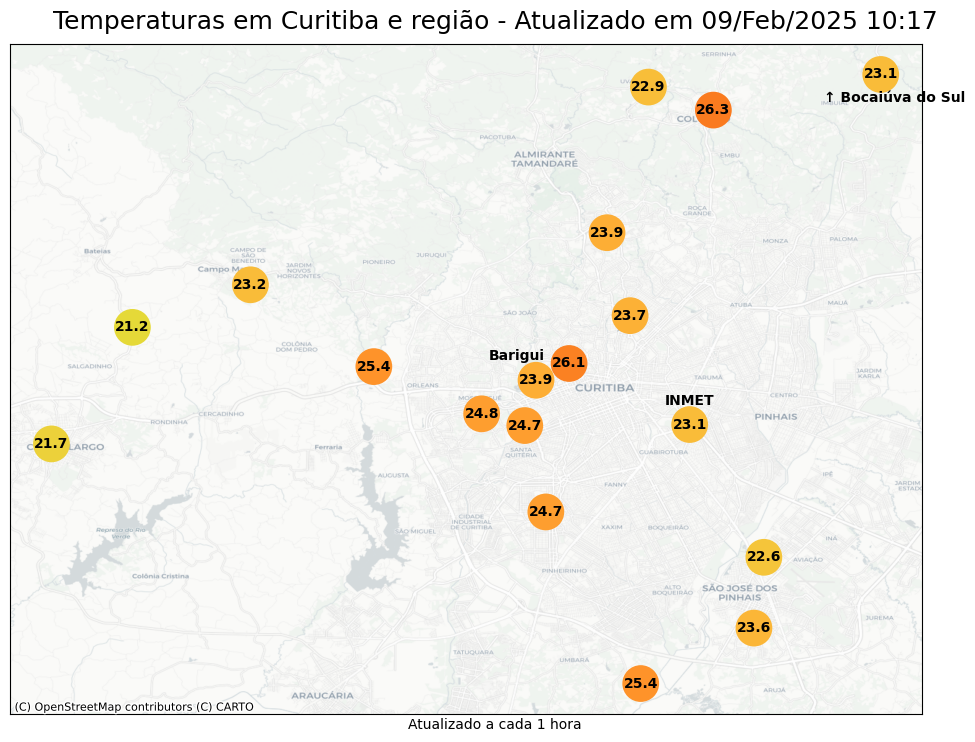 Temperaturas em Curitiba e região - Atualizado em 09/Feb/2025 10:17
SERRINHA
23.1
22.9
↑ Bocaiúva do Sul
26.3
PACOTUBA
ALMIRANTE
TAMANDARÉ
EMBU
ROÇA
GRANDE
23.9
MONZA
PALOMA
Bateias
CAMPO DE
SÃO
BENEDITO
JURUQUI
PIONEIRO
JARDIM
NOVOS
HORIZONTES
23.2
ATUBA
MAUÁ
SÃO JOÃO
23.7
21.2
COLÔNIA
DOM PEDRO
Barigui
26.1
SALGADINHO
25.4
JARDIM
KARLA
TARUMÃ
23.9
ORLEANS
CURITIBA
CENTRO
INMET
24.8
CERCADINHO
RONDINHA
PINHAIS
24.7
23.1
21.7
LARGO
Ferraria
SANTA
QUITÉRIA
GUABIROTUBA
AUGUSTA
IPÊ
FANNY
24.7
CIDADE
INDUSTRIAL
DE CURITIBA
SÃO MIGUEL
XAXIM
BOQUEIRÃO
Represa do Rio
Verde
INÁ
22.6
AVIAÇÃO
PINHEIRINHO
Colônia Cristina
ALTO
BOQUEIRÃO
SÃO JOSÉ DOS
PINHAIS
JUREMA
23.6
TATUQUARA
UMBARÁ
25.4
ARUJÁ
ARAUCÁRIA
(C) OpenStreetMap contributors (C) CARTO
Atualizado a cada 1 hora